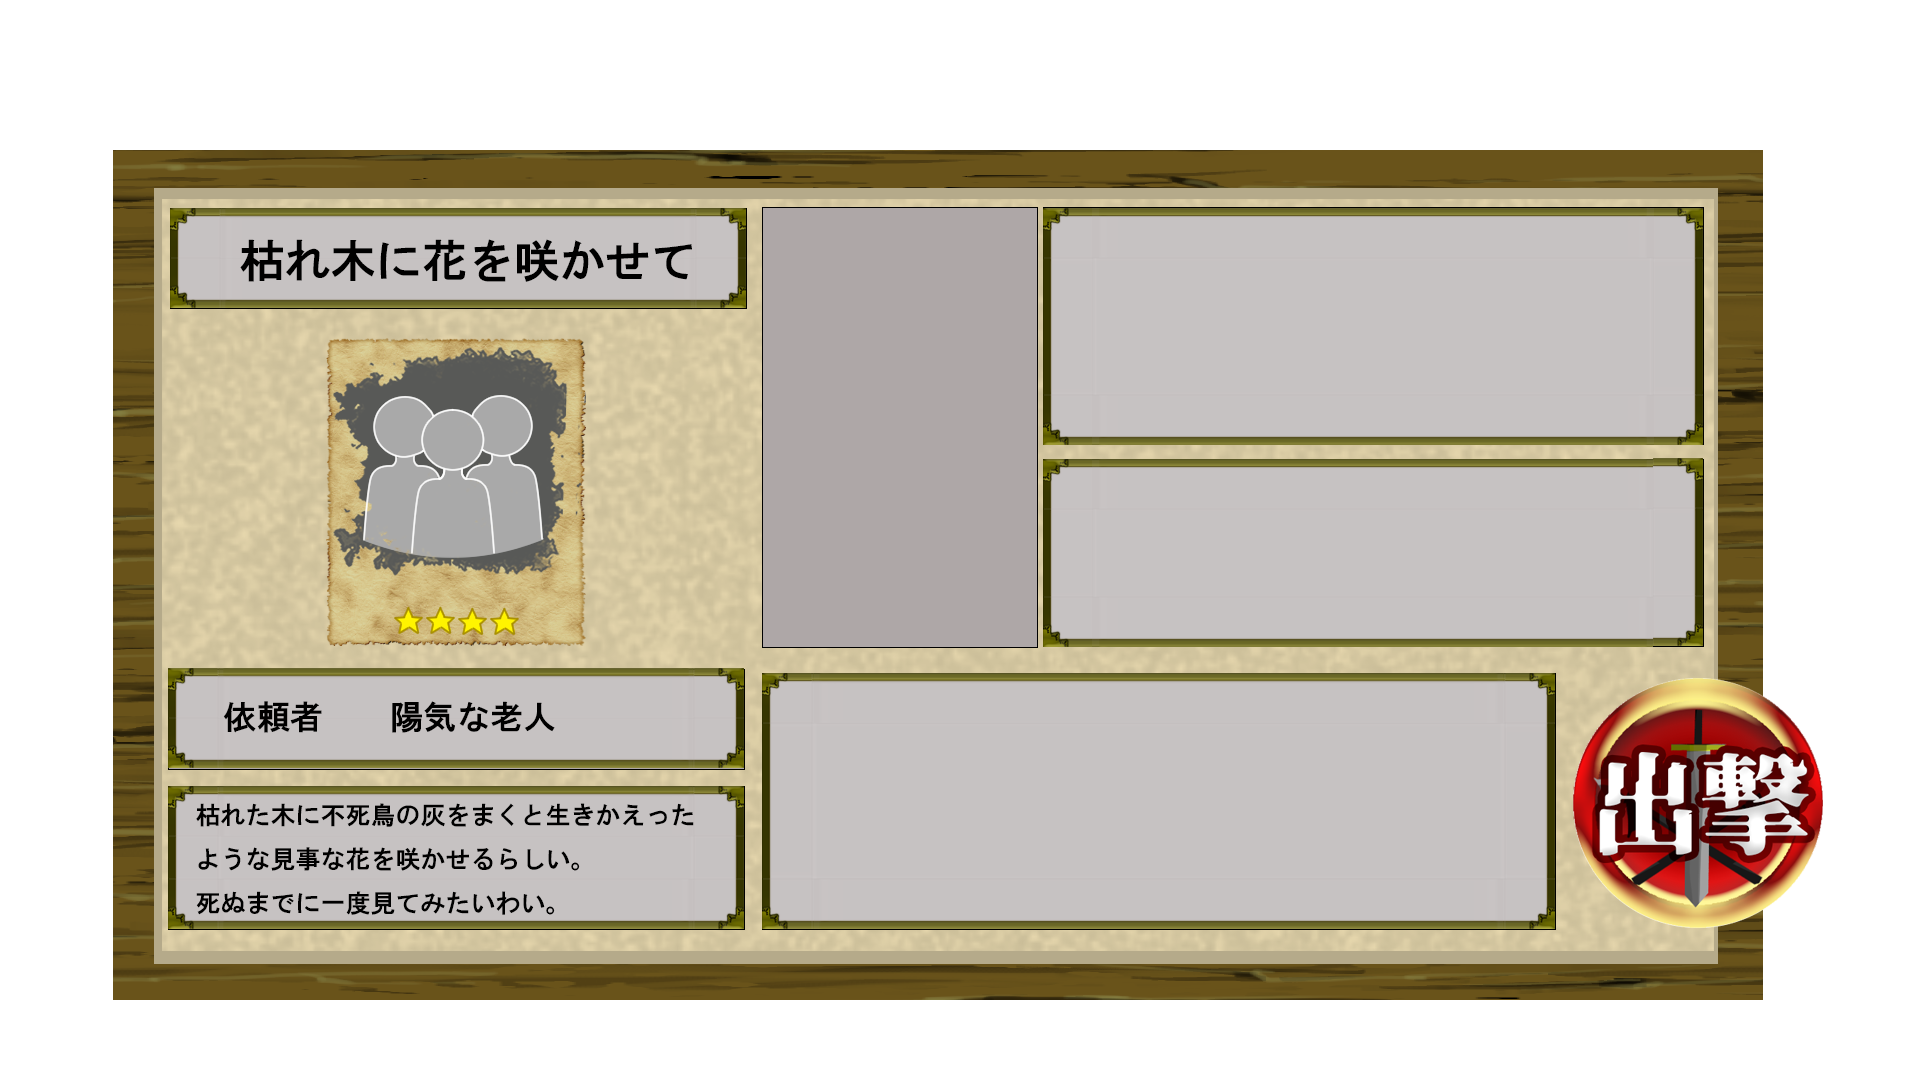 枯れ木に花を咲かせて
依頼者　　陽気な老人
枯れた木に不死鳥の灰をまくと生きかえった
ような見事な花を咲かせるらしい。
死ぬまでに一度見てみたいわい。
出撃